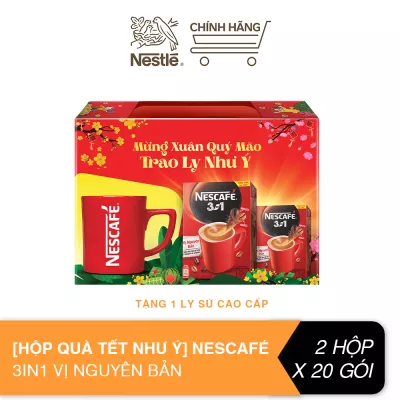 Nestlé®
CHÍNH HÃNG
Mừng Xuân Quý Mão
Trao Ly Như Ý
NESCAFÉ
NESCAFÉ
3in1
NESCAFÉ
3in1
TẶNG 1 LY SỨ CAO CẤP
[HỘP QUÀ TẾT NHƯ Ý] NESCAFÉ
3IN1 VỊ NGUYÊN BẢN
2 HỘP
X 20 GÓI